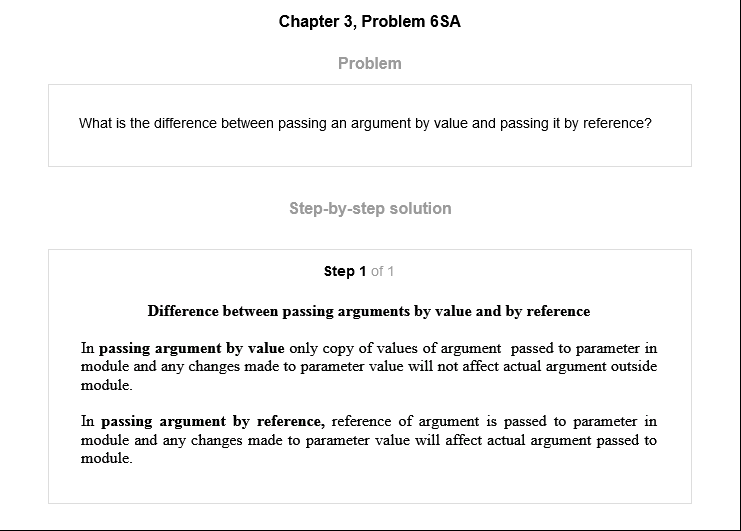 Chapter 3, Problem 6SA
Problem
What is the difference between passing an argument by value and passing it by reference?
Step-by-step solution
Step 1 of 1
Difference between passing arguments by value and by reference
In passing argument by value only copy of values of argument passed to parameter in
module and any changes made to parameter value will not affect actual argument outside
module.
In passing argument by reference, reference of argument is passed to parameter in
module and any changes made to parameter value will affect actual argument passed to
module.